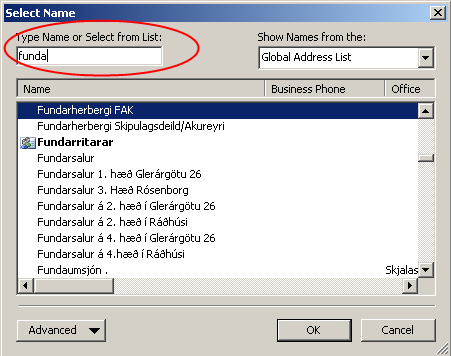 Select Name
Type Name or Select from List:
Show Names from the:
funda
Global Address List
Name Business Phone Office
Fundarherbergi FAK
Fundarherbergi Skipulagsdeild/Akureyri
Fundarritarar
Fundarsalur
Fundarsalur 1. hæð Glerárgötu 26
Fundarsalur 3. Hæð Rósenborg
Fundarsalur á 2. hæð í Glerárgötu 26
Fundarsalur á 2. hæð í Ráðhúsi
Fundarsalur á 4. hæð í Glerárgötu 26
Fundarsalur á 4.hæð í Ráðhúsi
Fundaumsjón . Skjalas
Advanced OK Cancel